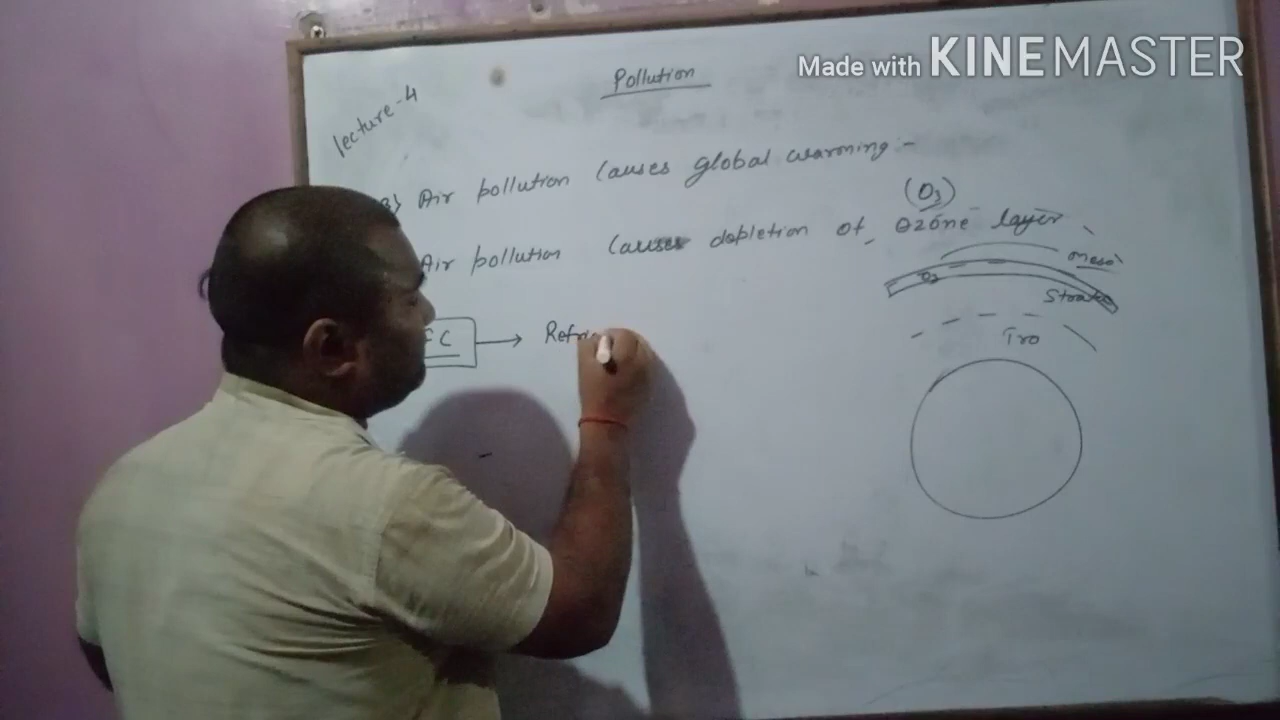 Made with KINEMASTER
Pollution
lecture-4
Air pollution causes global warming :-
(O3)
Air pollution causes depletion of Ozone layer
meso
O3
Strato
FC → Refri
Tro